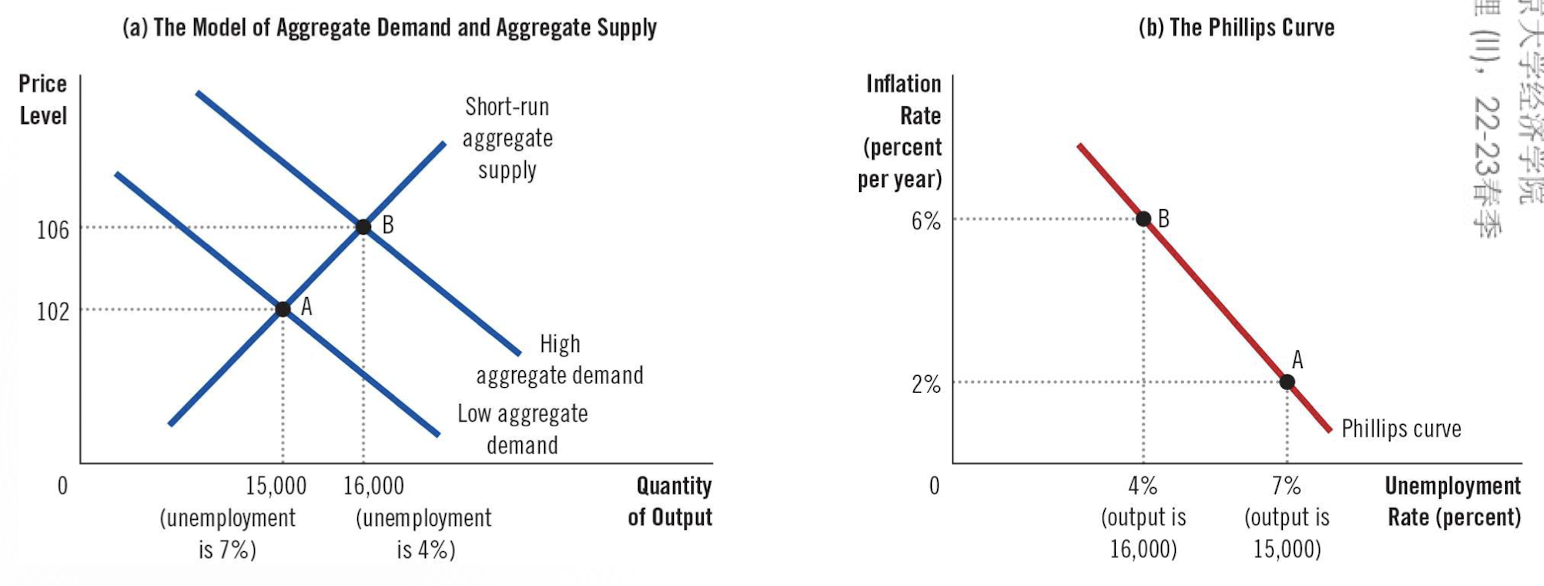 (a) The Model of Aggregate Demand and Aggregate Supply
Price
Level
Short-run
aggregate
supply
106
B
102
A
High
aggregate demand
Low aggregate
demand
0
15,000
(unemployment
is 7%)
16,000
(unemployment
is 4%)
Quantity
of Output
(b) The Phillips Curve
Inflation
Rate
(percent
per year)
6%
B
2%
A
Phillips curve
0
4%
(output is
16,000)
7%
(output is
15,000)
Unemployment
Rate (percent)
大学经济学院
(II), 22-23春季